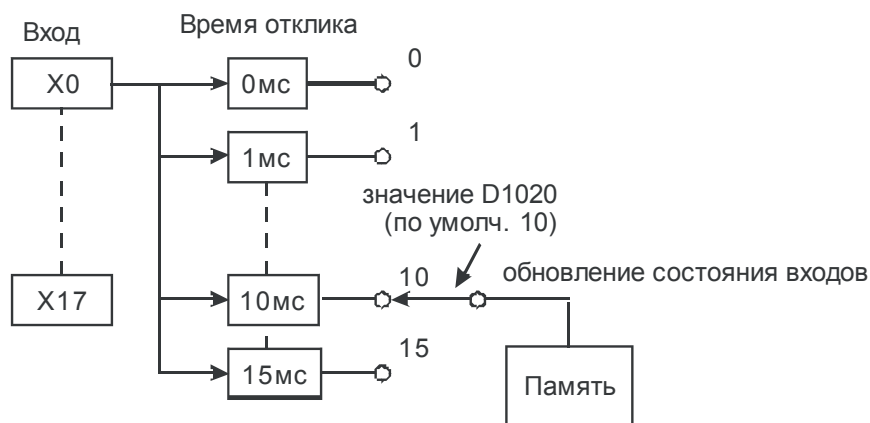 Вход
Время отклика
X0
0мс
0
1мс
1
значение D1020
(по умолч. 10)
X17
10мс
10
обновление состояния входов
15мс
15
Память